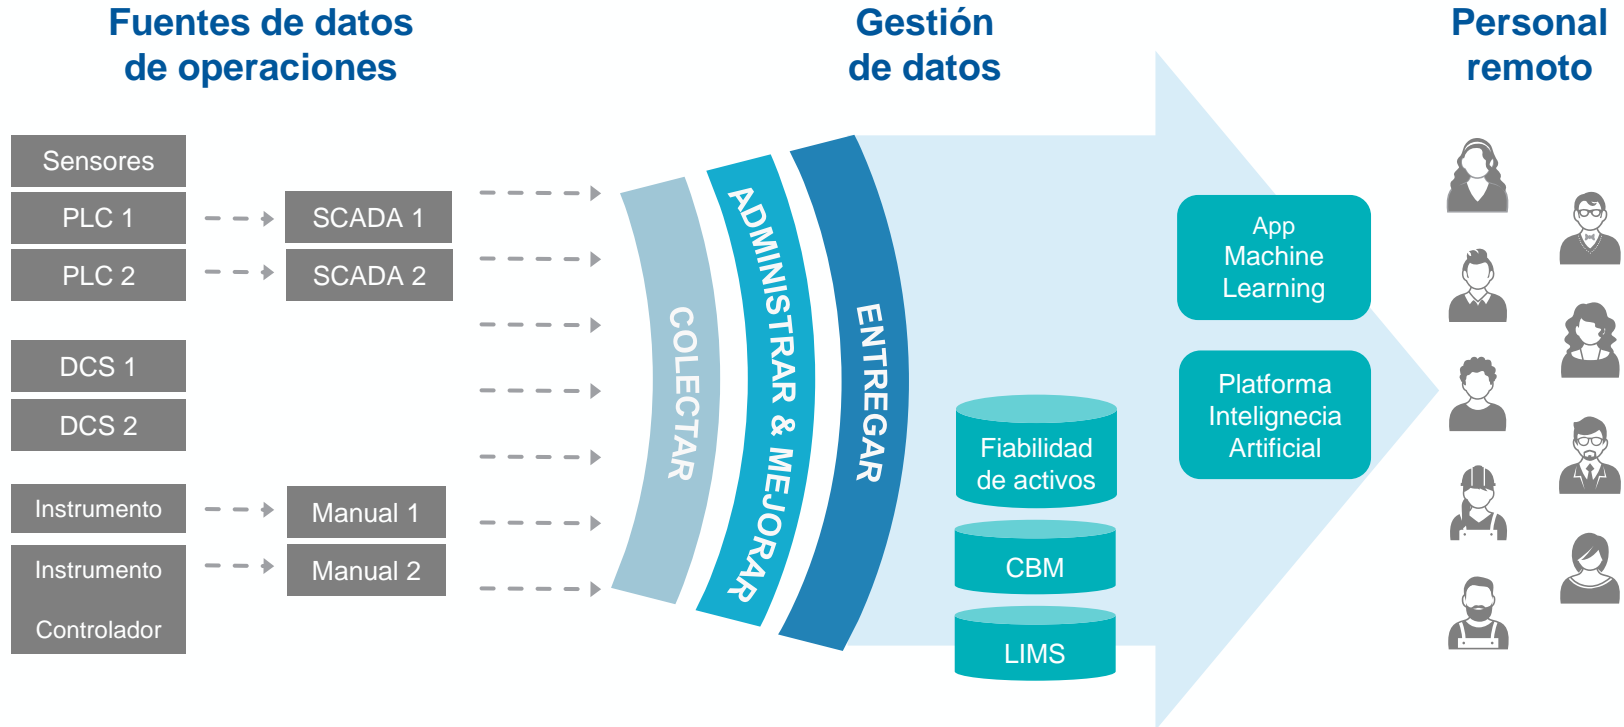 Fuentes de datos
de operaciones
Gestión
de datos
Personal
remoto
Sensores
PLC 1
PLC 2
SCADA 1
SCADA 2
DCS 1
DCS 2
Instrumento
Manual 1
Instrumento
Manual 2
Controlador
COLECTAR
ADMINISTRAR & MEJORAR
ENTREGAR
Fiabilidad
de activos
CBM
LIMS
App
Machine
Learning
Platforma
Intelignecia
Artificial